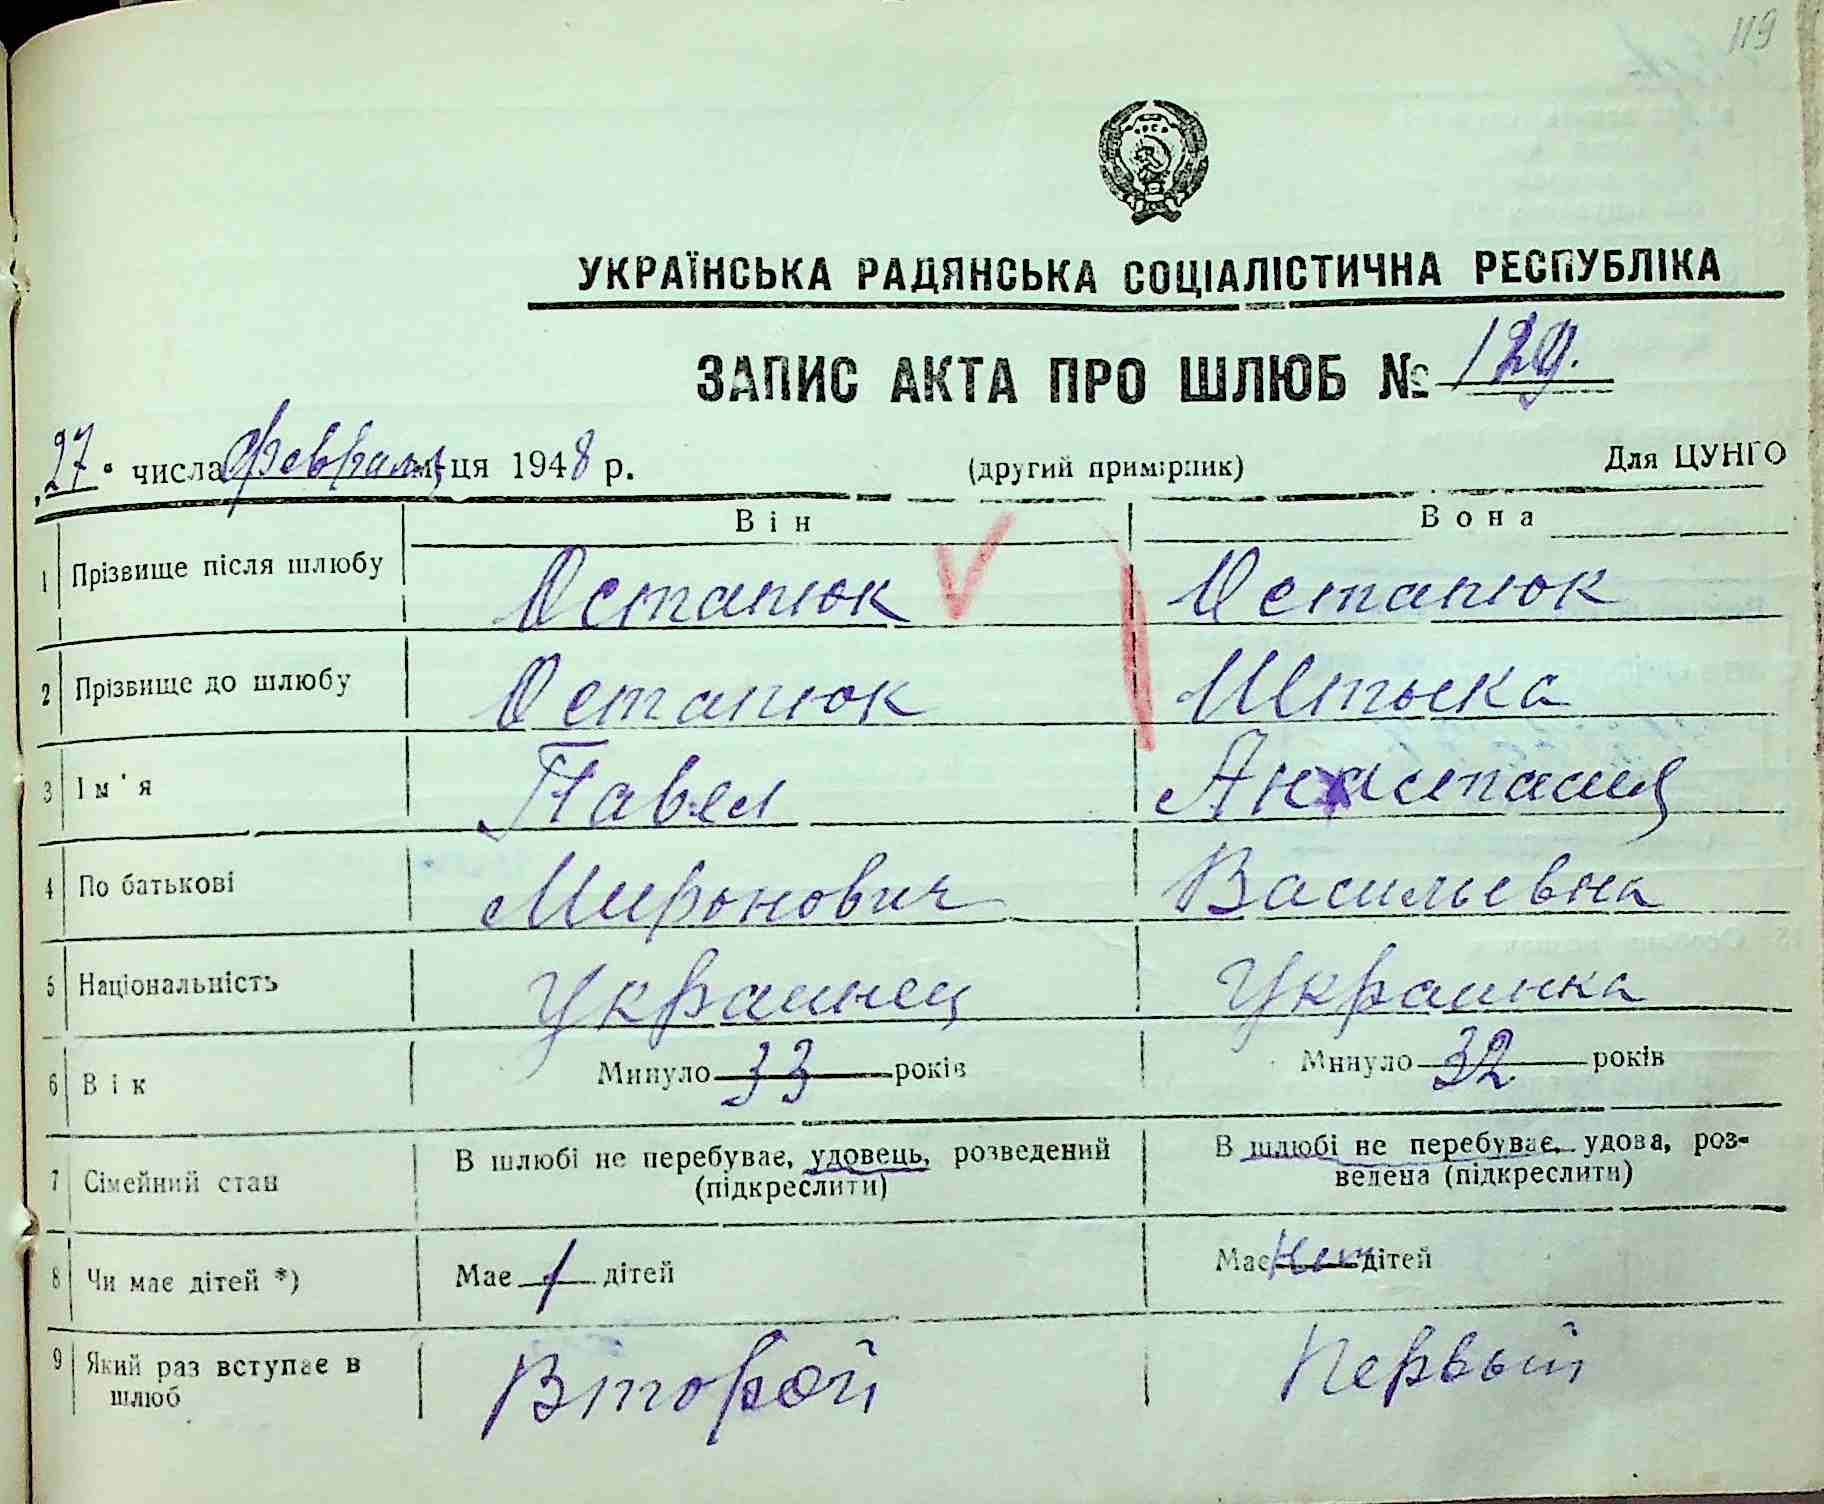 119
УКРАЇНСЬКА РАДЯНСЬКА СОЦІАЛІСТИЧНА РЕСПУБЛІКА
ЗАПИС АКТА ПРО ШЛЮБ № 129.
27 числа февраля м-ця 1948 р. (другий примірник) Для ЦУНГО
Він Вона
1 Прізвище після шлюбу Остапюк Остапюк
2 Прізвище до шлюбу Остапюк
3 Ім'я Павел Анастасия
4 По батькові Миронович Васильевна
5 Національність Украинец Украинка
6 Вік Минуло 33 років Минуло 32 років
7 Сімейний стан В шлюбі не перебуває, удовець, розведений (підкреслити) В шлюбі не перебуває, удова, роз-
ведена (підкреслити)
8 Чи має дітей *) Має 1 дітей Має нет дітей
9 Який раз вступає в шлюб Второй Первый